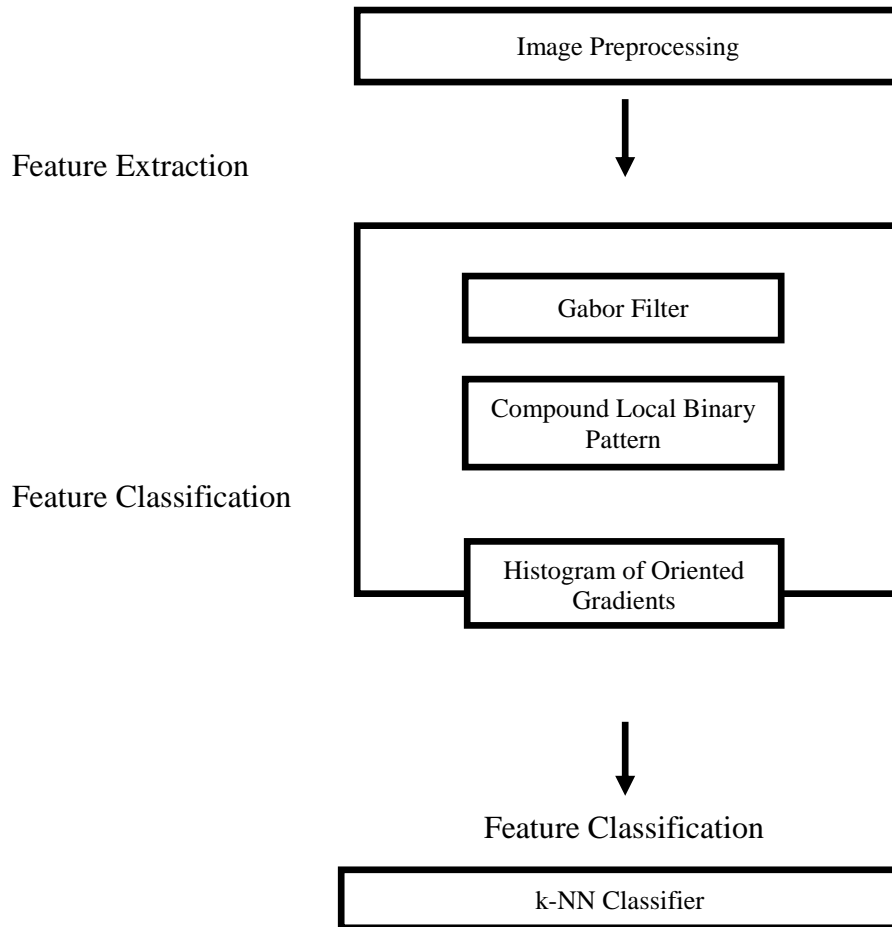 Image Preprocessing
Feature Extraction
Gabor Filter
Compound Local Binary
Pattern
Feature Classification
Histogram of Oriented
Gradients
Feature Classification
k-NN Classifier